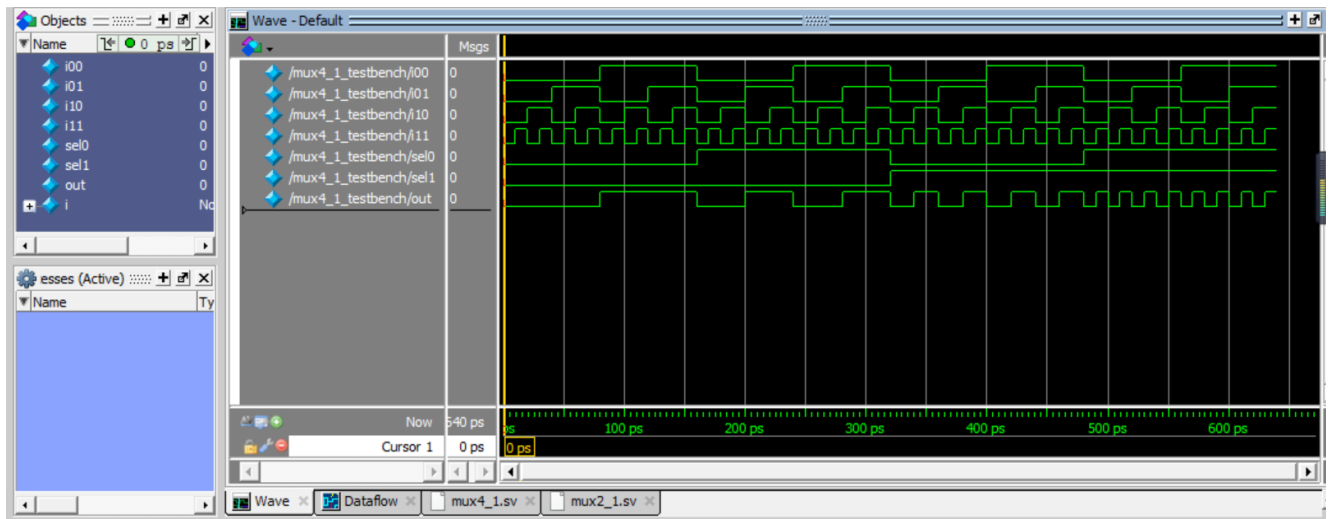 Objects
Wave - Default
Name
0 ps
Msgs
i00 0
i01 0
i10 0
i11 0
sel0 0
sel1 0
out 0
i No
/mux4_1_testbench/i00 0
/mux4_1_testbench/i01 0
/mux4_1_testbench/i10 0
/mux4_1_testbench/i11 0
/mux4_1_testbench/sel0 0
/mux4_1_testbench/sel1 0
/mux4_1_testbench/out 0
esses (Active)
Name Ty
Now 540 ps
ps 100 ps 200 ps 300 ps 400 ps 500 ps 600 ps
Cursor 1 0 ps 0 ps
Wave Dataflow mux4_1.sv mux2_1.sv